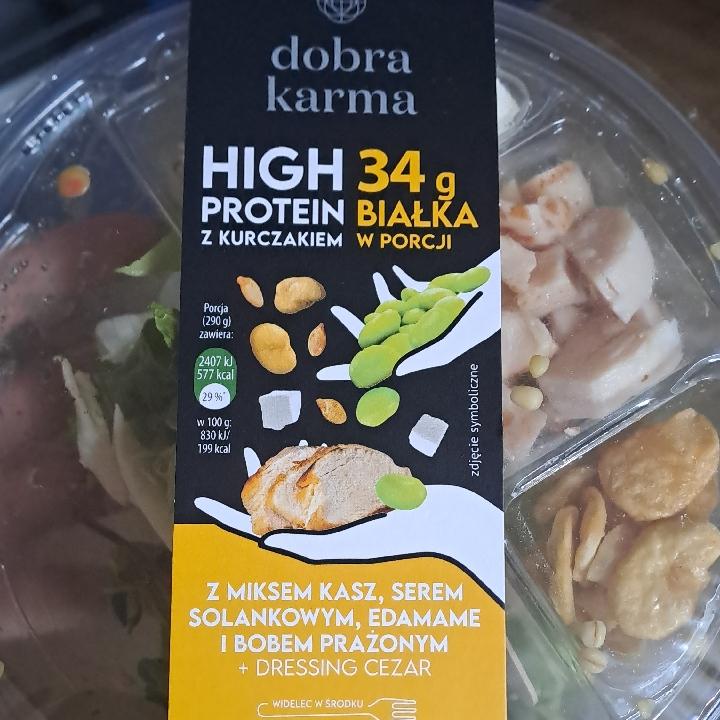 dobra
karma
HIGH
PROTEIN
Z KURCZAKIEM
34 g
BIAŁKA
W PORCJI
Porcja
(290 g)
zawiera:
2407 kJ
577 kcal
29 %*
w 100 g:
830 kJ/
199 kcal
zdjęcie symboliczne
Z MIKSEM KASZ, SEREM
SOLANKOWYM, EDAMAME
I BOBEM PRAŻONYM
+ DRESSING CEZAR
WIDELEC W ŚRODKU